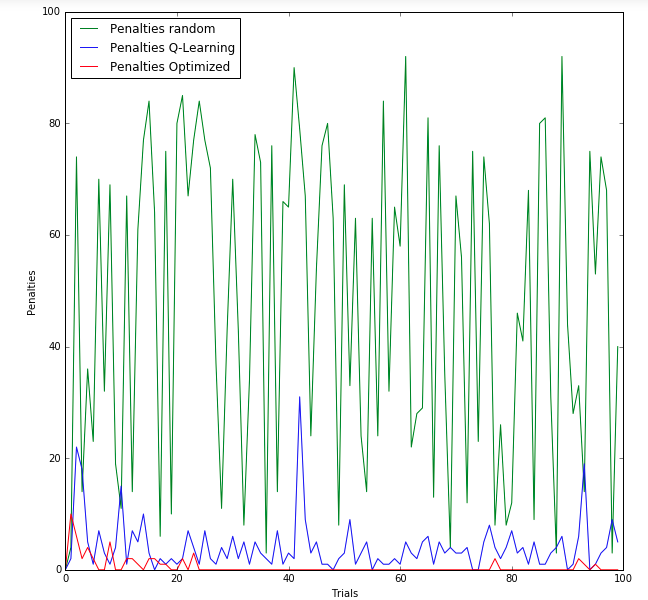 100
Penalties random
Penalties Q-Learning
Penalties Optimized
80
60
Penalties
40
20
0
0 20 40 60 80 100
Trials